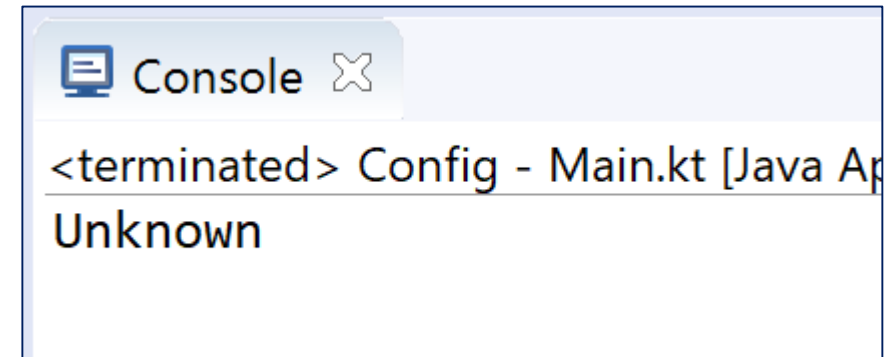 Console
<terminated> Config - Main.kt [Java Ap
Unknown